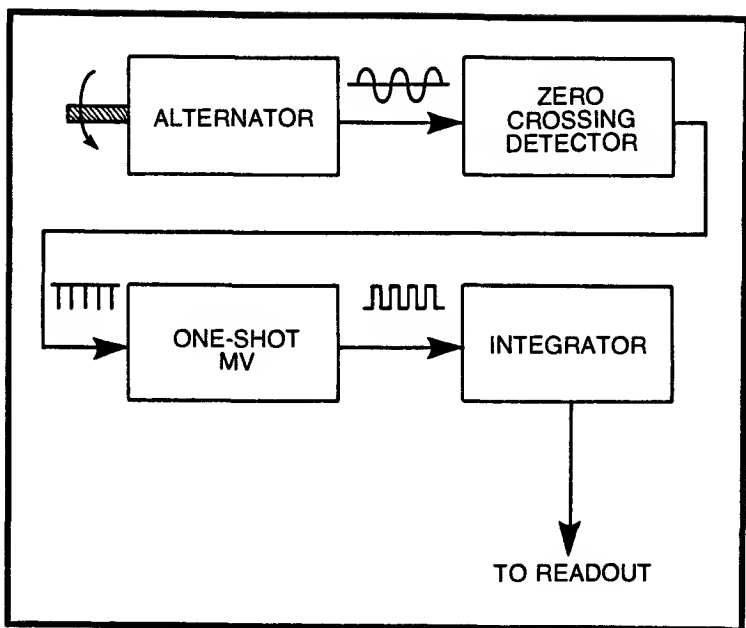 ALTERNATOR
ZERO
CROSSING
DETECTOR
ONE-SHOT
MV
INTEGRATOR
TO READOUT